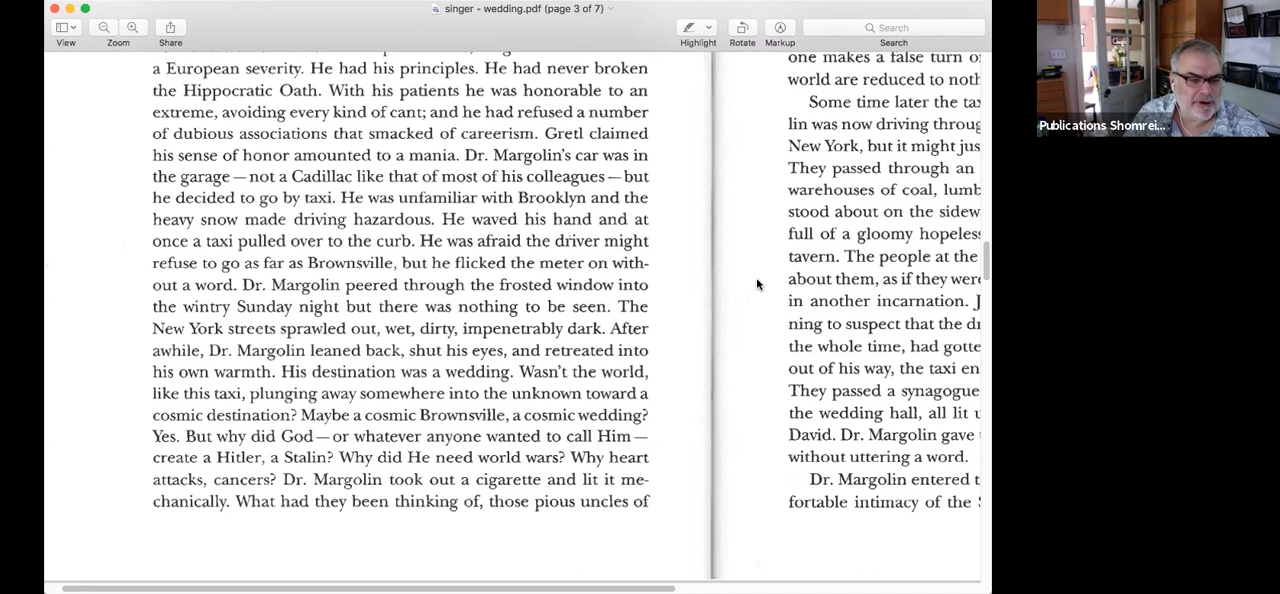 singer - wedding.pdf (page 3 of 7)
View
Zoom
Share
Highlight
Rotate
Markup
Search
Search
a European severity. He had his principles. He had never broken
the Hippocratic Oath. With his patients he was honorable to an
extreme, avoiding every kind of cant; and he had refused a number
of dubious associations that smacked of careerism. Gretl claimed
his sense of honor amounted to a mania. Dr. Margolin's car was in
the garage—not a Cadillac like that of most of his colleagues—but
he decided to go by taxi. He was unfamiliar with Brooklyn and the
heavy snow made driving hazardous. He waved his hand and at
once a taxi pulled over to the curb. He was afraid the driver might
refuse to go as far as Brownsville, but he flicked the meter on with-
out a word. Dr. Margolin peered through the frosted window into
the wintry Sunday night but there was nothing to be seen. The
New York streets sprawled out, wet, dirty, impenetrably dark. After
awhile, Dr. Margolin leaned back, shut his eyes, and retreated into
his own warmth. His destination was a wedding. Wasn't the world,
like this taxi, plunging away somewhere into the unknown toward a
cosmic destination? Maybe a cosmic Brownsville, a cosmic wedding?
Yes. But why did God—or whatever anyone wanted to call Him—
create a Hitler, a Stalin? Why did He need world wars? Why heart
attacks, cancers? Dr. Margolin took out a cigarette and lit it me-
chanically. What had they been thinking of, those pious uncles of
one makes a false turn
world are reduced to
Some time later the
lin was now driving
New York, but it might
They passed through an
warehouses of coal,
stood about on the
full of a gloomy
tavern. The people at the
about them, as if they
in another incarnation.
ning to suspect that the
the whole time, had
out of his way, the taxi
They passed a synagogue
the wedding hall, all lit
David. Dr. Margolin gave
without uttering a word.
Dr. Margolin entered
fortable intimacy of the
Publications Shomrei...